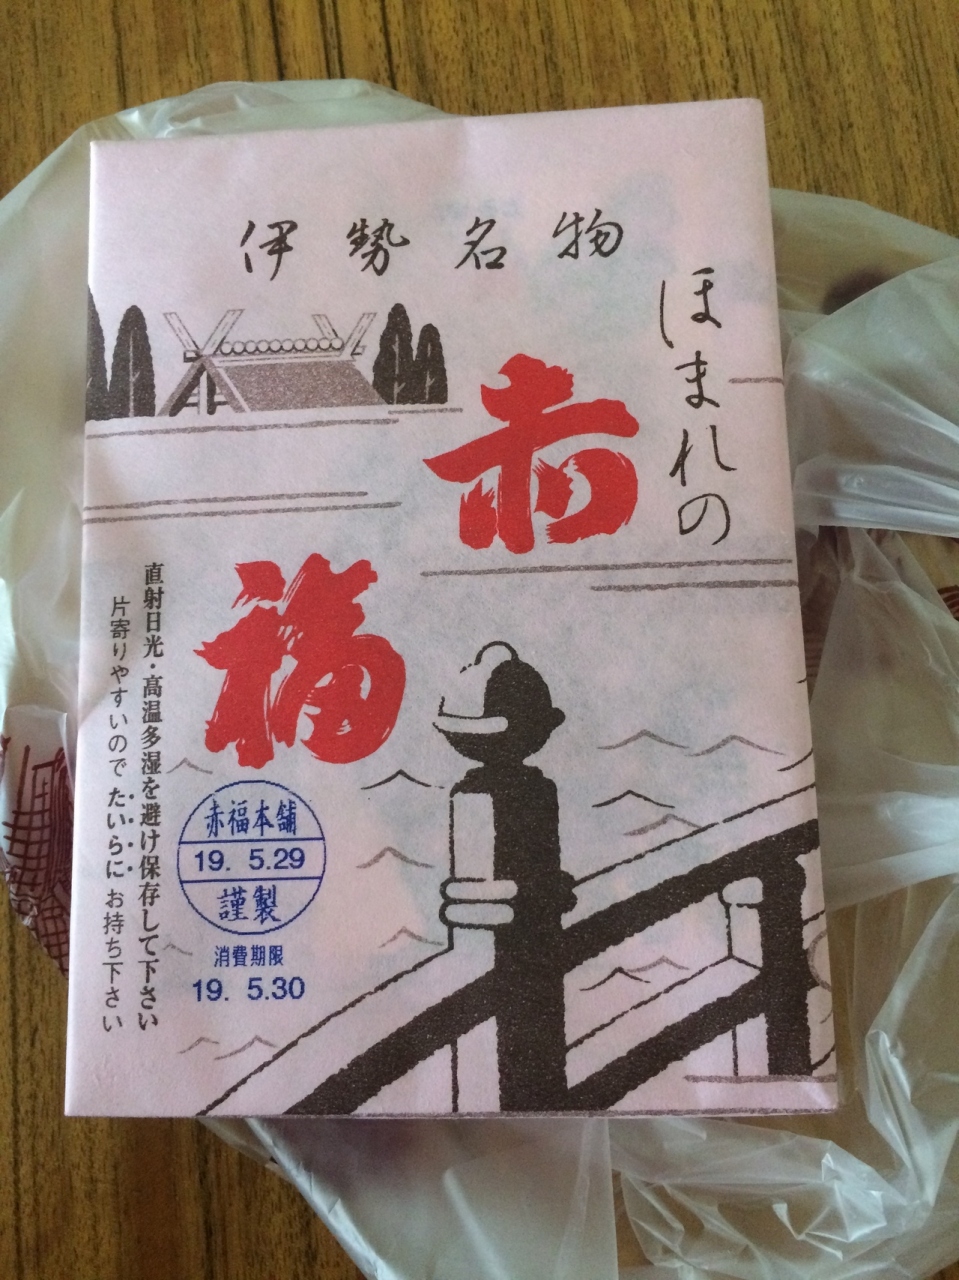 伊勢名物
ほまれの
赤
福
直射日光・高温多湿を避け保存して下さい
片寄りやすいのでたいらにお持ち下さい
赤福本舗
19. 5.29
謹製
消費期限
19. 5.30